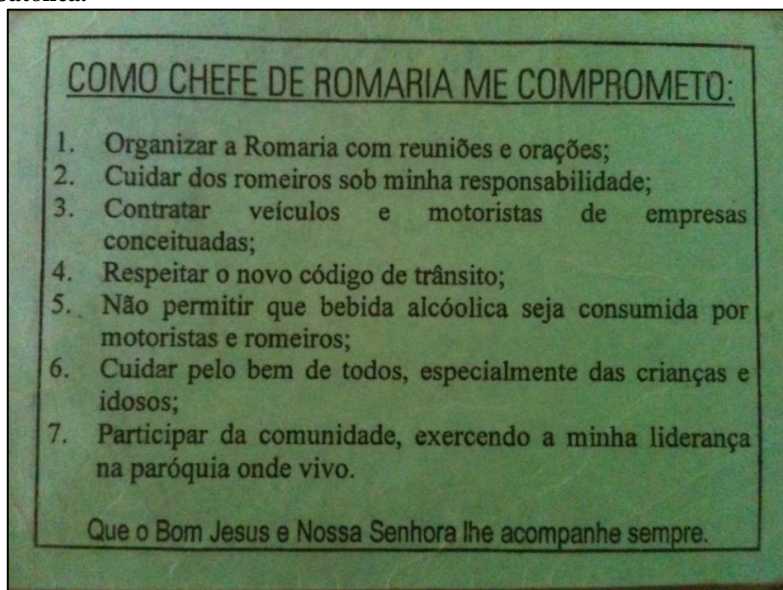 COMO CHEFE DE ROMARIA ME COMPROMETO:
1. Organizar a Romaria com reuniões e orações;
2. Cuidar dos romeiros sob minha responsabilidade;
3. Contratar veículos e motoristas de empresas
conceituadas;
4. Respeitar o novo código de trânsito;
5. Não permitir que bebida alcóolica seja consumida por
motoristas e romeiros;
6. Cuidar pelo bem de todos, especialmente das crianças e
idosos;
7. Participar da comunidade, exercendo a minha liderança
na paróquia onde vivo.
Que o Bom Jesus e Nossa Senhora lhe acompanhe sempre.